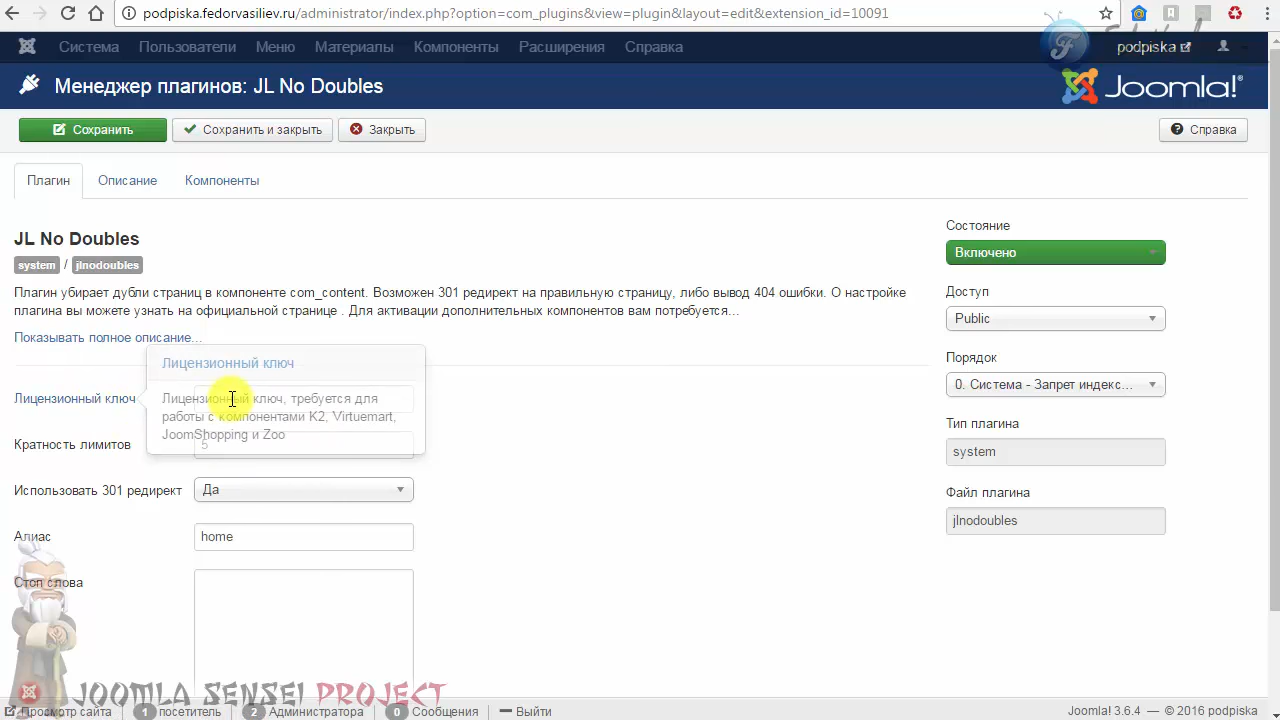 podpiska.fedorvasiliev.ru/administrator/index.php?option=com_plugins&view=plugin&layout=edit&extension_id=10091
Система Пользователи Меню Материалы Компоненты Расширения Справка podpiska
Менеджер плагинов: JL No Doubles Joomla!®
Сохранить Сохранить и закрыть Закрыть Справка
Плагин Описание Компоненты
JL No Doubles
system / jlnodoubles
Плагин убирает дубли страниц в компоненте com_content. Возможен 301 редирект на правильную страницу, либо вывод 404 ошибки. О настройке
плагина вы можете узнать на официальной странице . Для активации дополнительных компонентов вам потребуется...
Показывать полное описание...
Лицензионный ключ
Лицензионный ключ
Лицензионный ключ, требуется для
работы с компонентами K2, Virtuemart,
JoomShopping и Zoo
Кратность лимитов 5
Использовать 301 редирект Да
Алиас home
Стоп слова
Состояние
Включено
Доступ
Public
Порядок
0. Система - Запрет индекс...
Тип плагина
system
Файл плагина
jlnodoubles
JOOMLA SENSEI PROJECT
Просмотр сайта 1 посетитель 2 Администратора 0 Сообщения Выйти Joomla! 3.6.4 — © 2016 podpiska